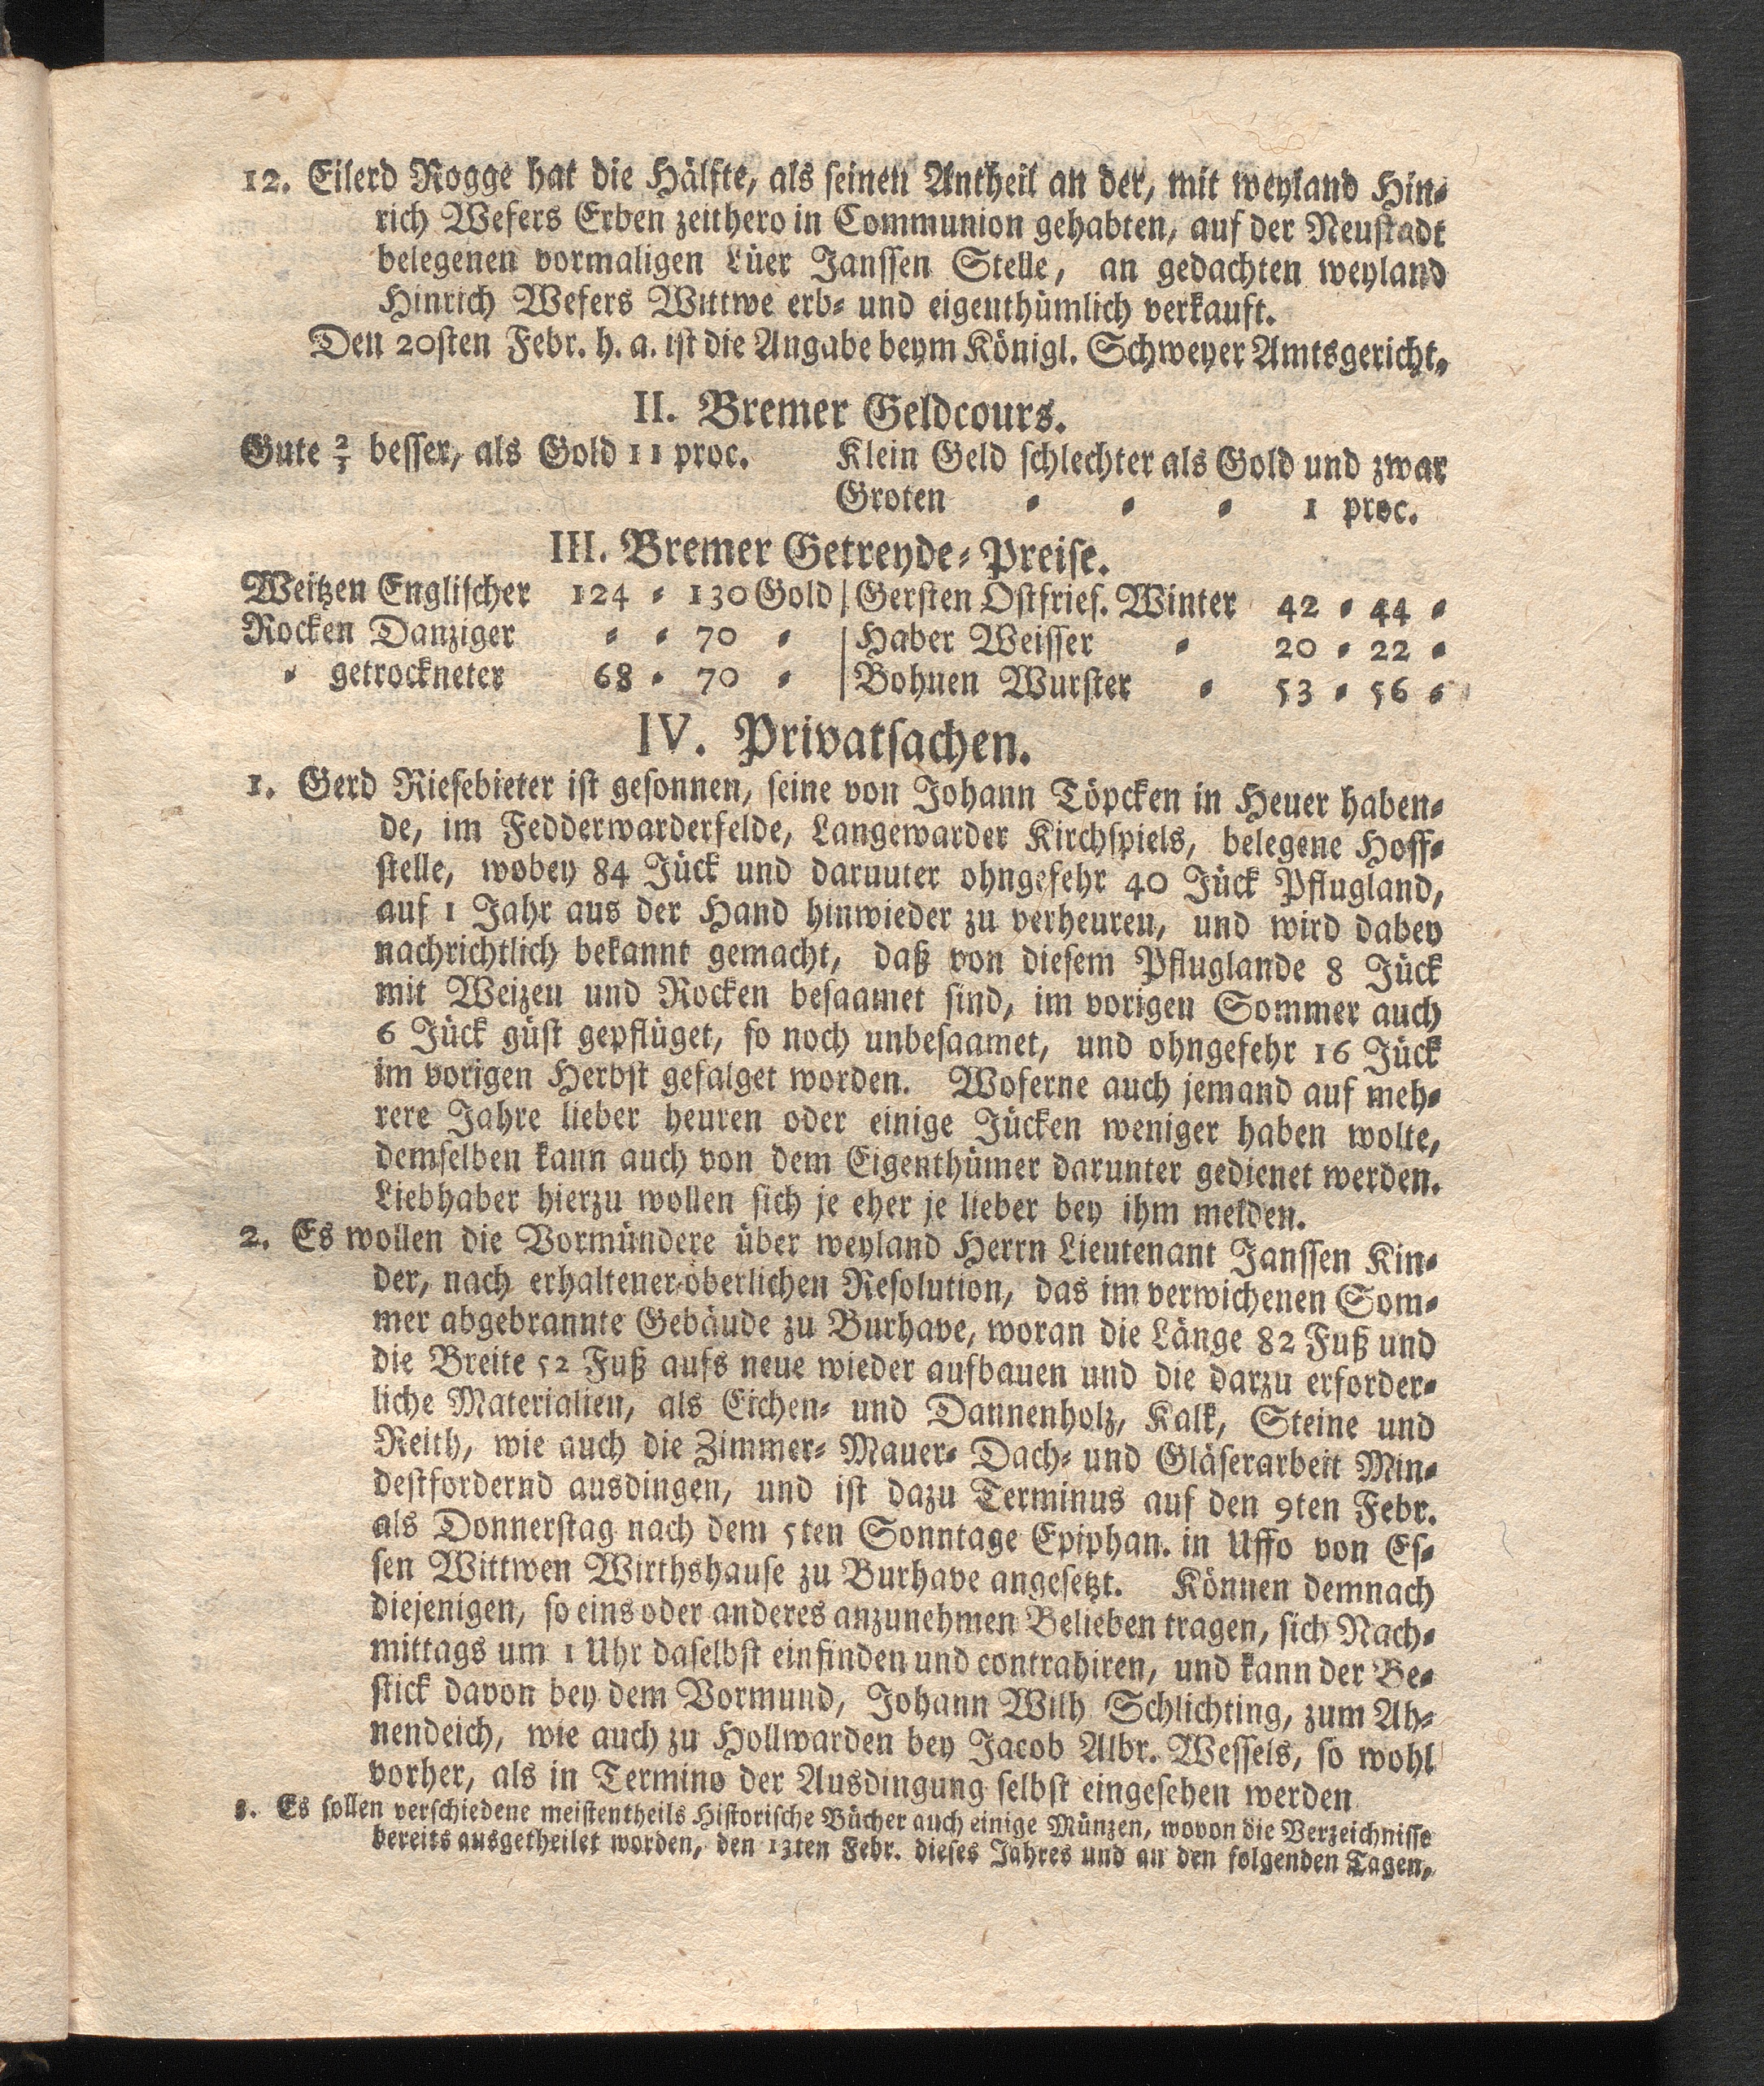 12. Eilerd Rogge hat die Hälfte, als seinen Antheil an der, mit weyland Hin-
rich Wefers Erben zeithero in Communion gehabten, auf der Neustadt
belegenen vormaligen Lüer Janssen Stelle, an gedachten weyland
Hinrich Wefers Wittwe erb- und eigenthümlich verkauft.
Den 20sten Febr. h. a. ist die Angabe beym Königl. Schweyer Amtsgericht.
II. Bremer Geldcours.
Gute 2/3 besser, als Gold 11 proc. Klein Geld schlechter als Gold und zwar
Groten - - - 1 proc.
III. Bremer Getreyde-Preise.
Weitzen Englischer 124 - 130 Gold | Gersten Ostfries. Winter 42 - 44 -
Rocken Danziger - - 70 - | Haber Weisser - 20 - 22 -
- getrockneter 68 - 70 - | Bohnen Wurster - 53 - 56 -
IV. Privatsachen.
1. Gerd Riesebieter ist gesonnen, seine von Johann Töpcken in Heuer haben-
de, im Fedderwarderfelde, Langewarder Kirchspiels, belegene Hoff-
stelle, wobey 84 Jück und daruuter ohngefehr 40 Jück Pflugland,
auf 1 Jahr aus der Hand hinwieder zu verheuren, und wird dabey
nachrichtlich bekannt gemacht, daß von diesem Pfluglande 8 Jück
mit Weizen und Rocken besaamet sind, im vorigen Sommer auch
6 Jück güst gepflüget, so noch unbesaamet, und ohngefehr 16 Jück
im vorigen Herbst gefalget worden. Woferne auch jemand auf meh-
rere Jahre lieber heuren oder einige Jücken weniger haben wolte,
demselben kann auch von dem Eigenthümer darunter gedienet werden.
Liebhaber hierzu wollen sich je eher je lieber bey ihm melden.
2. Es wollen die Vormündere über weyland Herrn Lieutenant Janssen Kin-
der, nach erhaltener öberlichen Resolution, das im verwichenen Som-
mer abgebrannte Gebäude zu Burhave, woran die Länge 82 Fuß und
die Breite 52 Fuß aufs neue wieder aufbauen und die darzu erforder-
liche Materialien, als Eichen- und Dannenholz, Kalk, Steine und
Reith, wie auch die Zimmer- Mauer- Dach- und Gläserarbeit Min-
destfordernd ausdingen, und ist dazu Terminus auf den 9ten Febr.
als Donnerstag nach dem 5ten Sonntage Epiphan. in Uffo von Es-
sen Wittwen Wirthshause zu Burhave angesetzt. Können demnach
diejenigen, so eins oder anderes anzunehmen Belieben tragen, sich Nach-
mittags um 1 Uhr daselbst einfinden und contrahiren, und kann der Be-
stick davon bey dem Vormund, Johann Wilh Schlichting, zum Ah-
nendeich, wie auch zu Hollwarden bey Jacob Albr. Wessels, so wohl
vorher, als in Termino der Ausdingung selbst eingesehen werden
3. Es sollen verschiedene meistentheils Historische Bücher auch einige Münzen, wovon die Verzeichnisse
bereits ausgetheilet worden, den 13ten Febr. dieses Jahres und an den folgenden Tagen,